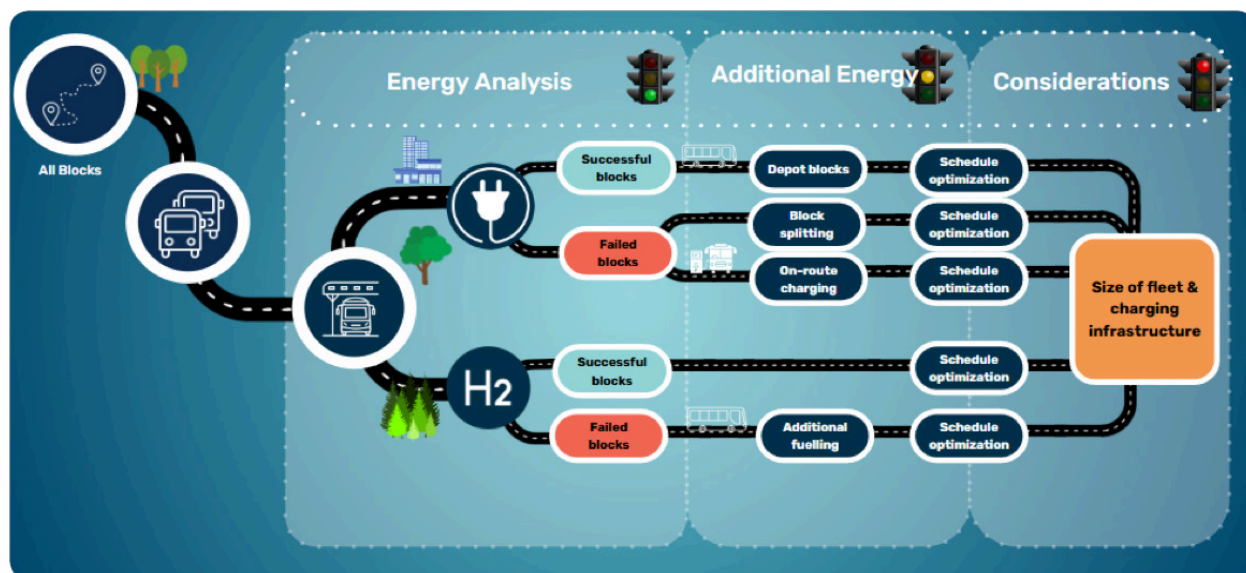 Energy Analysis
Additional Energy
Considerations
All Blocks
Successful
blocks
Depot blocks
Schedule
optimization
Failed
blocks
Block
splitting
Schedule
optimization
On-route
charging
Schedule
optimization
Size of fleet &
charging
infrastructure
H2
Successful
blocks
Schedule
optimization
Failed
blocks
Additional
fuelling
Schedule
optimization